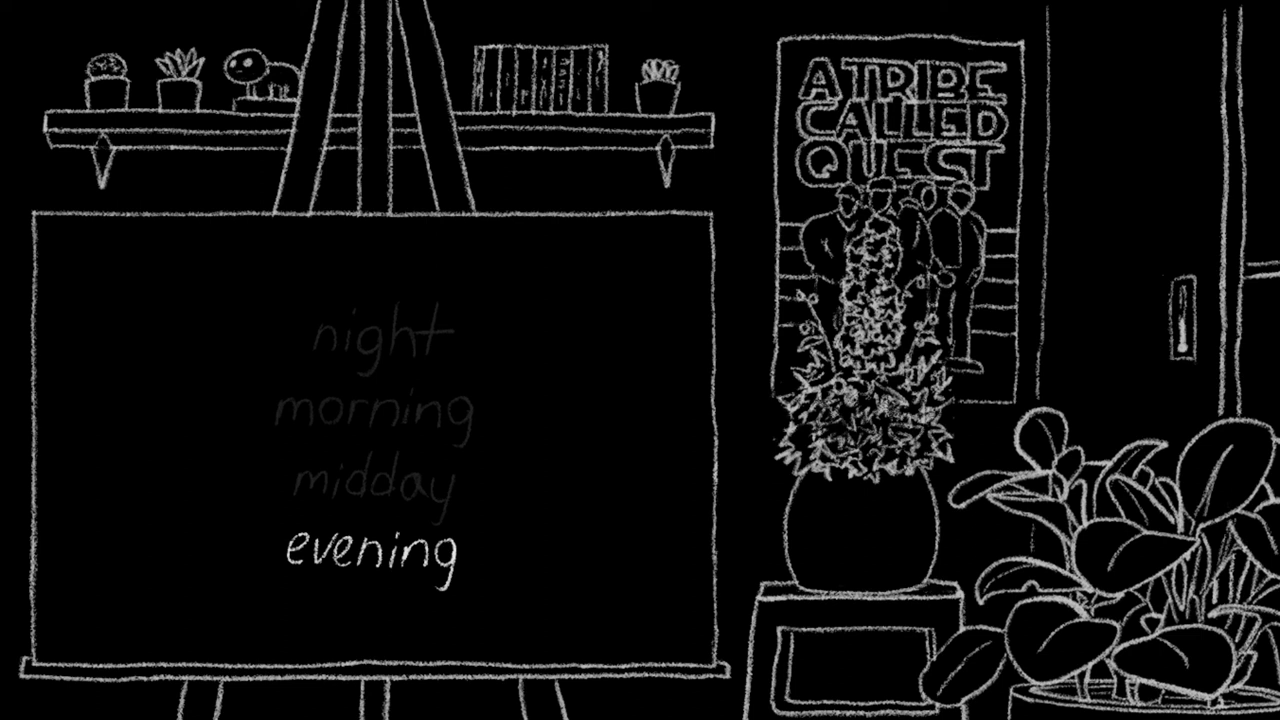 A TRIBE
CALLED
QUEST
night
morning
midday
evening